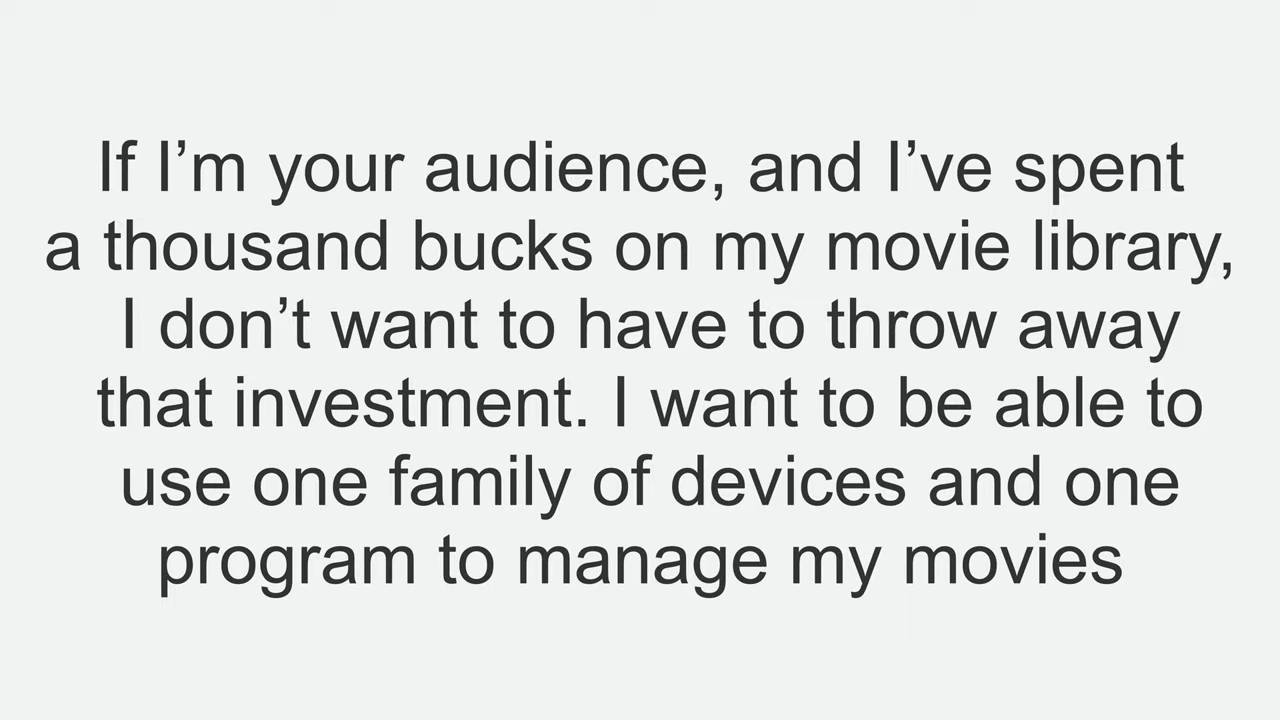 If I’m your audience, and I’ve spent
a thousand bucks on my movie library,
I don’t want to have to throw away
that investment. I want to be able to
use one family of devices and one
program to manage my movies